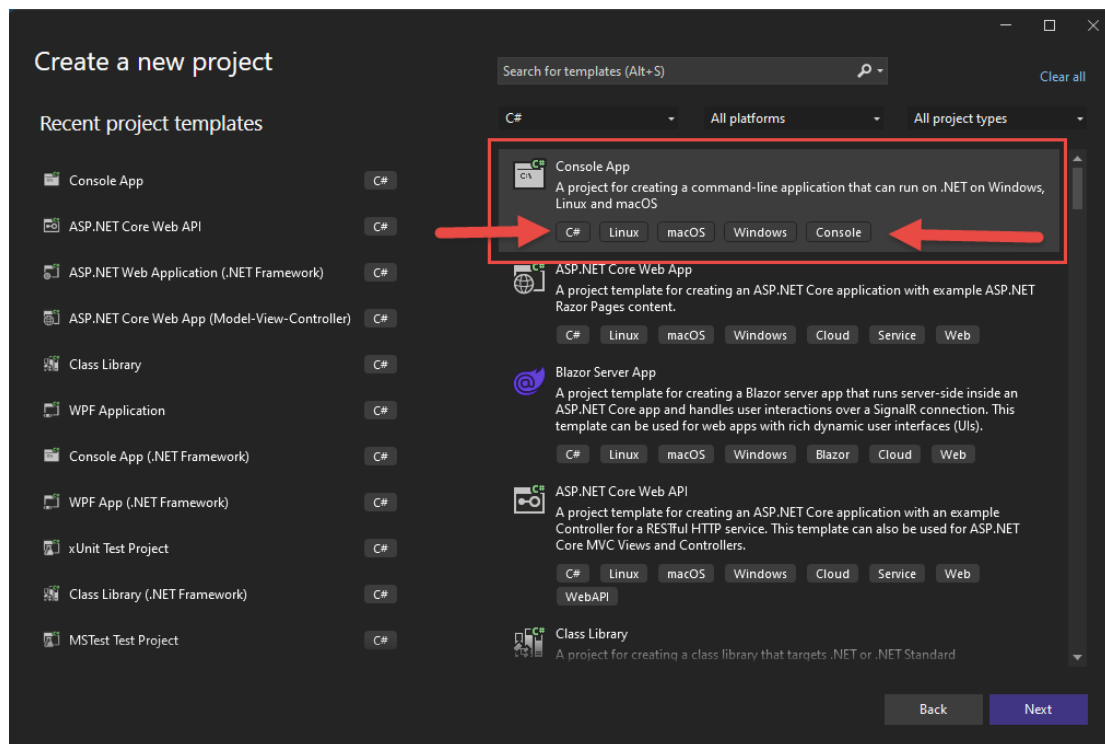 Create a new project
Search for templates (Alt+S)
Clear all
Recent project templates
C#
All platforms
All project types
Console App
C#
ASP.NET Core Web API
C#
ASP.NET Web Application (.NET Framework)
C#
ASP.NET Core Web App (Model-View-Controller)
C#
Class Library
C#
WPF Application
C#
Console App (.NET Framework)
C#
WPF App (.NET Framework)
C#
xUnit Test Project
C#
Class Library (.NET Framework)
C#
MSTest Test Project
C#
Console App
A project for creating a command-line application that can run on .NET on Windows,
Linux and macOS
C# Linux macOS Windows Console
ASP.NET Core Web App
A project template for creating an ASP.NET Core application with example ASP.NET
Razor Pages content.
C# Linux macOS Windows Cloud Service Web
Blazor Server App
A project template for creating a Blazor server app that runs server-side inside an
ASP.NET Core app and handles user interactions over a SignalR connection. This
template can be used for web apps with rich dynamic user interfaces (UIs).
C# Linux macOS Windows Blazor Cloud Web
ASP.NET Core Web API
A project template for creating an ASP.NET Core application with an example
Controller for a RESTful HTTP service. This template can also be used for ASP.NET
Core MVC Views and Controllers.
C# Linux macOS Windows Cloud Service Web
WebAPI
Class Library
A project for creating a class library that targets .NET or .NET Standard
Back
Next